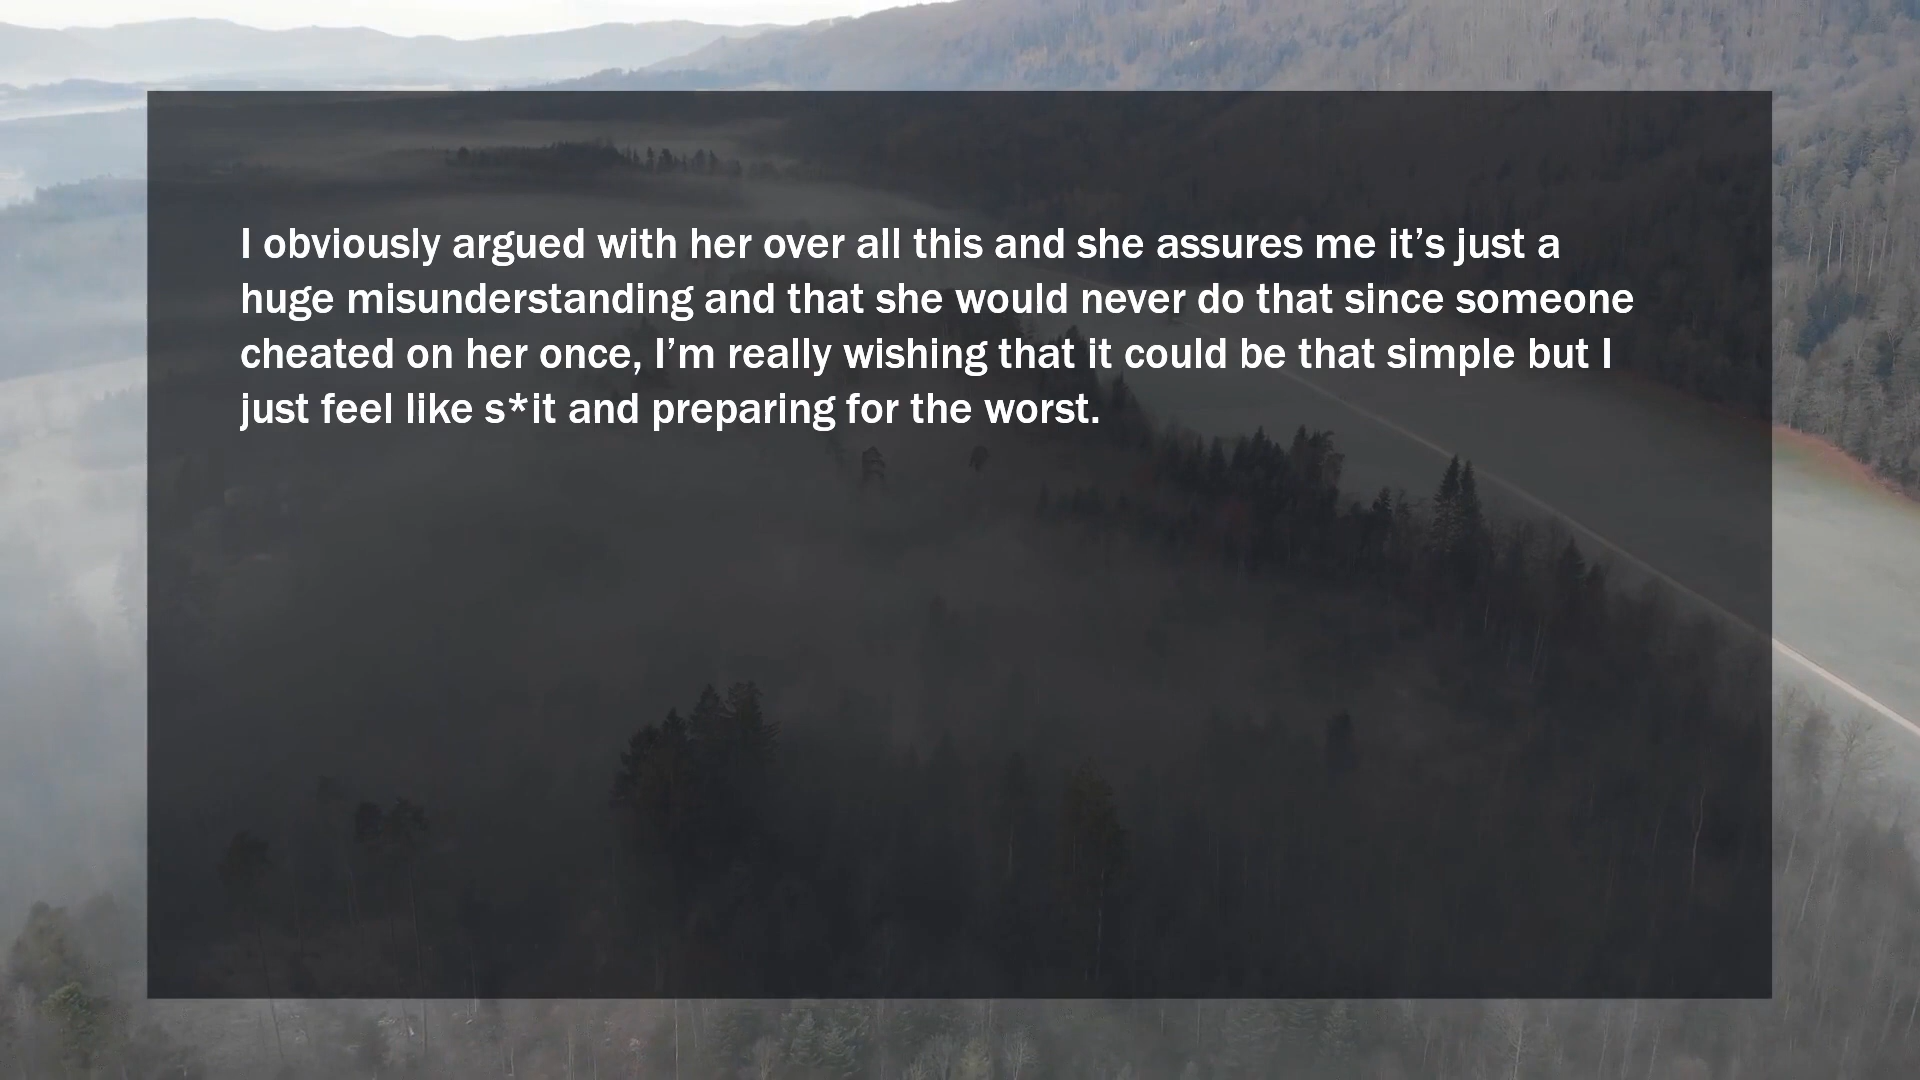 I obviously argued with her over all this and she assures me it’s just a
huge misunderstanding and that she would never do that since someone
cheated on her once, I’m really wishing that it could be that simple but I
just feel like s*it and preparing for the worst.